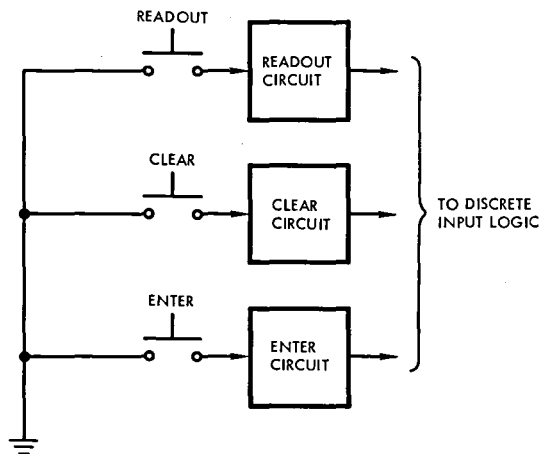 READOUT
READOUT
CIRCUIT
CLEAR
CLEAR
CIRCUIT
TO DISCRETE
INPUT LOGIC
ENTER
ENTER
CIRCUIT